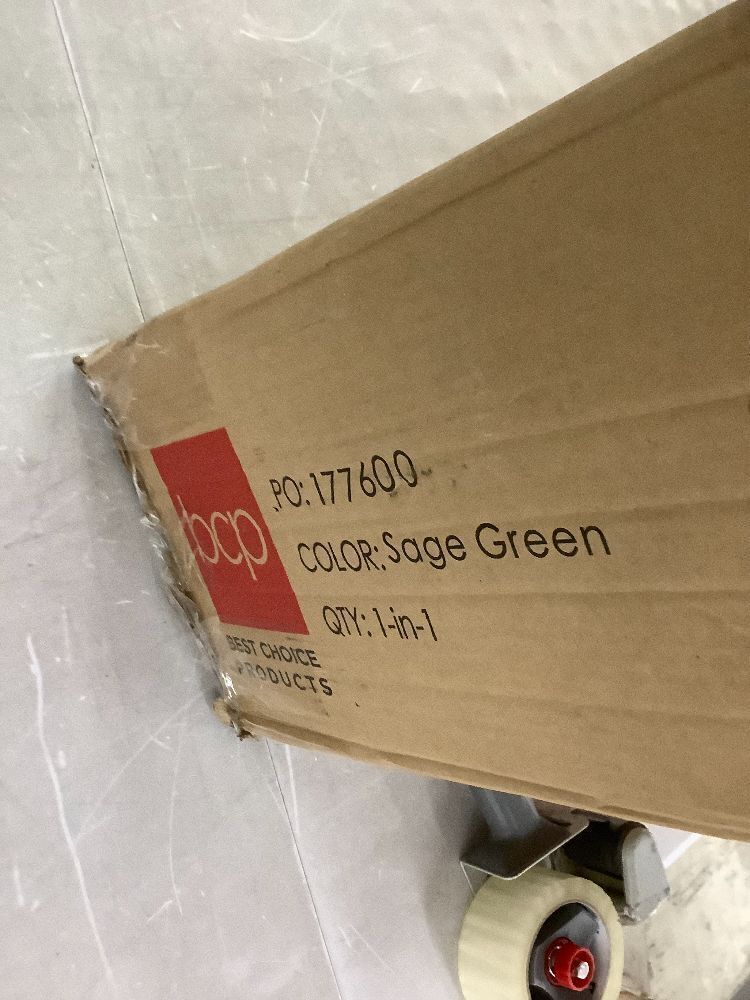 bcp
BEST CHOICE
PRODUCTS
PO: 177600
COLOR: Sage Green
QTY: 1-in-1